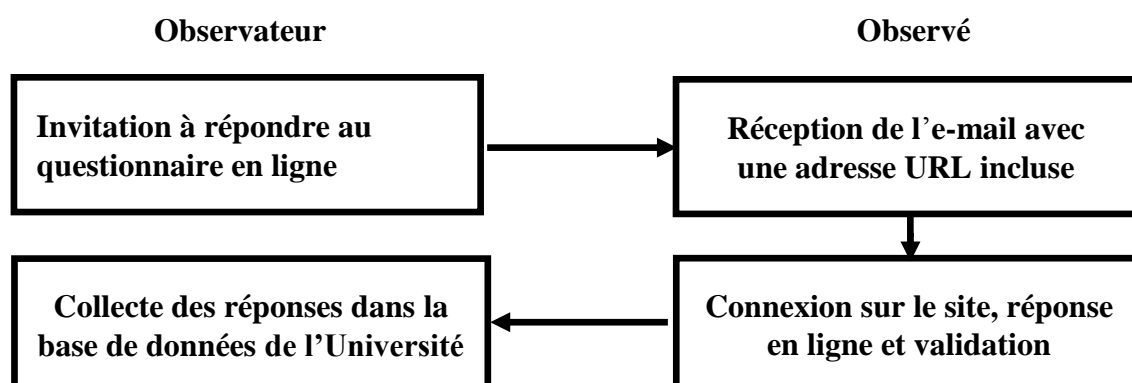 Observateur
Observé
Invitation à répondre au
questionnaire en ligne
Réception de l’e-mail avec
une adresse URL incluse
Collecte des réponses dans la
base de données de l’Université
Connexion sur le site, réponse
en ligne et validation